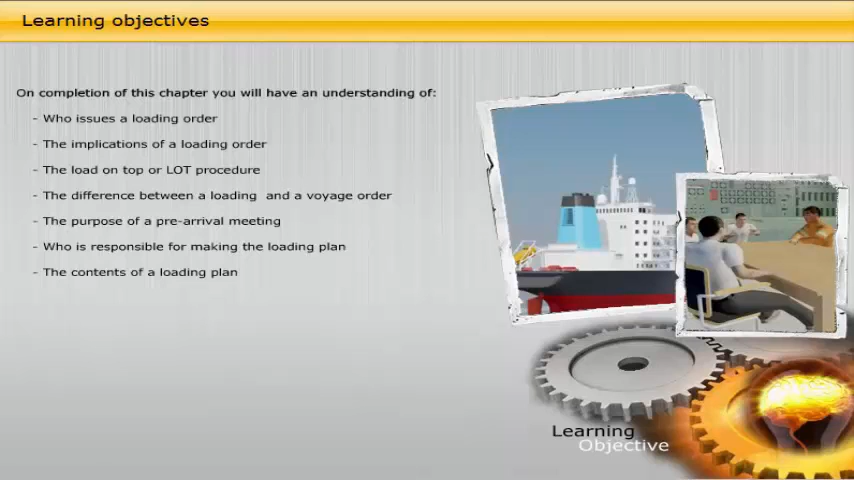 Learning objectives
On completion of this chapter you will have an understanding of:
- Who issues a loading order
- The implications of a loading order
- The load on top or LOT procedure
- The difference between a loading  and a voyage order
- The purpose of a pre-arrival meeting
- Who is responsible for making the loading plan
- The contents of a loading plan
Learning
Objective